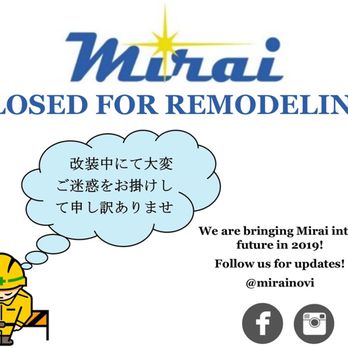 Mirai
LOSED FOR REMODELIN
改装中にて大変
ご迷惑をお掛けし
て申し訳ありませ
We are bringing Mirai int
future in 2019!
Follow us for updates!
@mirainovi